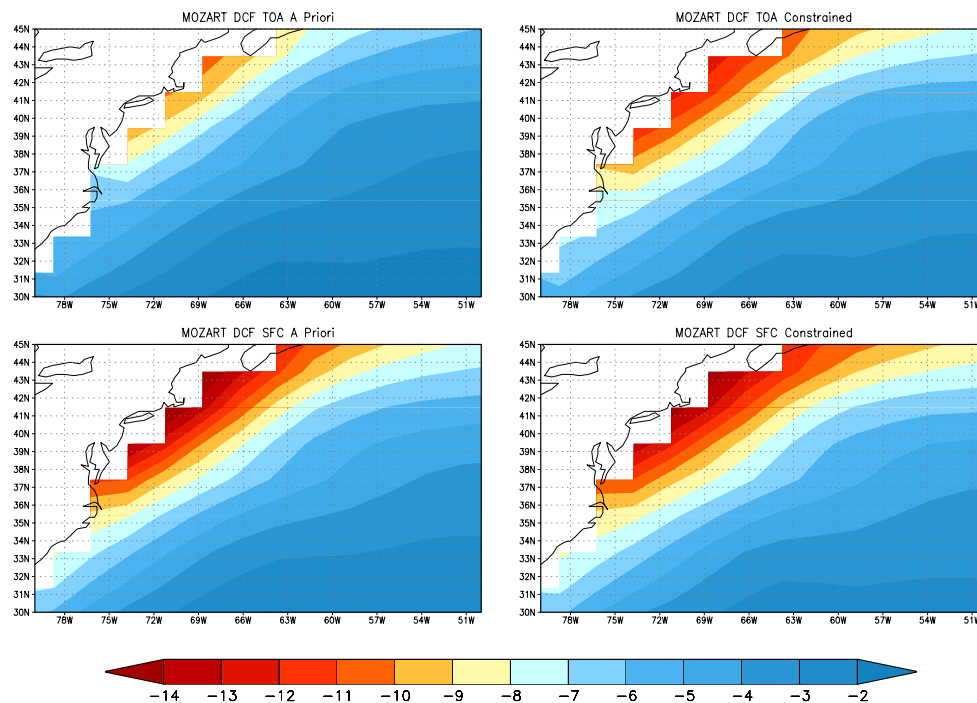 MOZART DCF TOA A Priori
45N
44N
43N
42N
41N
40N
39N
38N
37N
36N
35N
34N
33N
32N
31N
30N
78W 75W 72W 69W 66W 63W 60W 57W 54W 51W
MOZART DCF TOA Constrained
45N
44N
43N
42N
41N
40N
39N
38N
37N
36N
35N
34N
33N
32N
31N
30N
78W 75W 72W 69W 66W 63W 60W 57W 54W 51W
MOZART DCF SFC A Priori
45N
44N
43N
42N
41N
40N
39N
38N
37N
36N
35N
34N
33N
32N
31N
30N
78W 75W 72W 69W 66W 63W 60W 57W 54W 51W
MOZART DCF SFC Constrained
45N
44N
43N
42N
41N
40N
39N
38N
37N
36N
35N
34N
33N
32N
31N
30N
78W 75W 72W 69W 66W 63W 60W 57W 54W 51W
-14 -13 -12 -11 -10 -9 -8 -7 -6 -5 -4 -3 -2